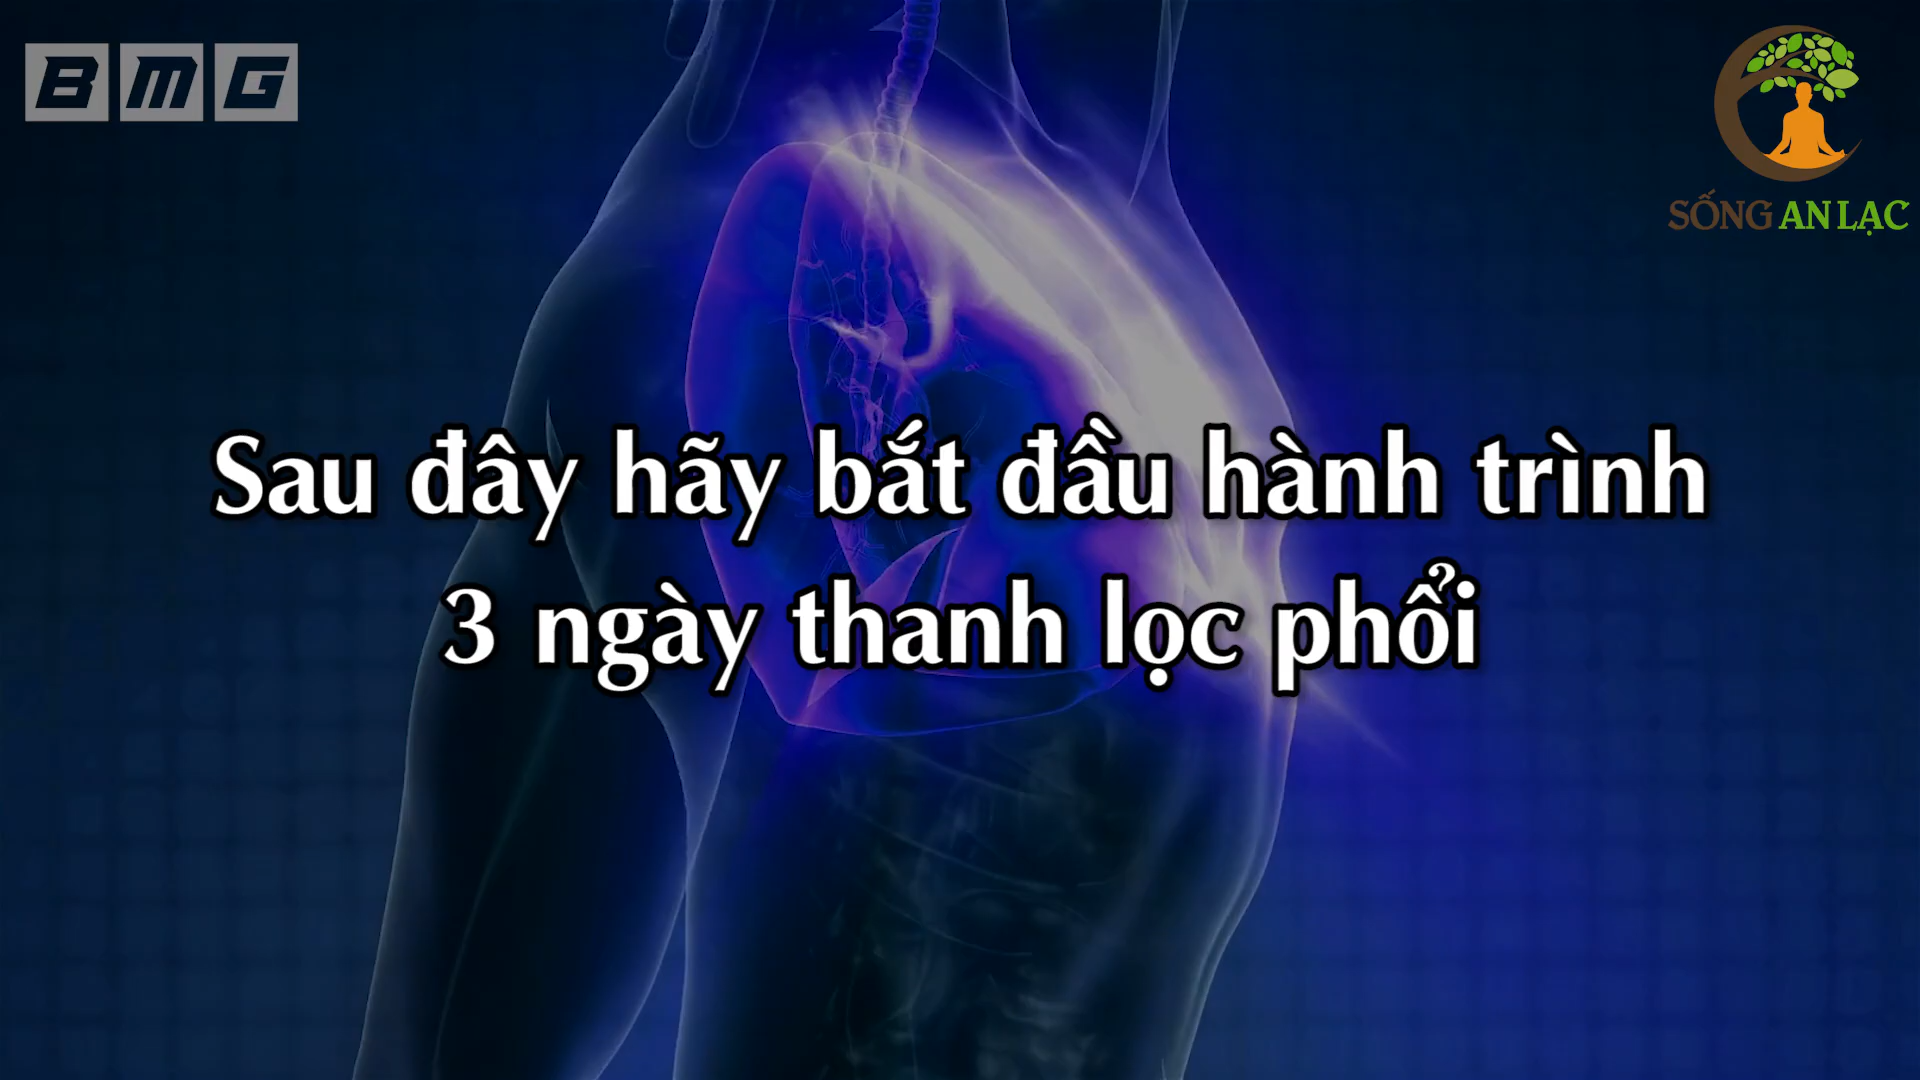 BMG
SỐNG AN LẠC
Sau đây hãy bắt đầu hành trình
3 ngày thanh lọc phổi